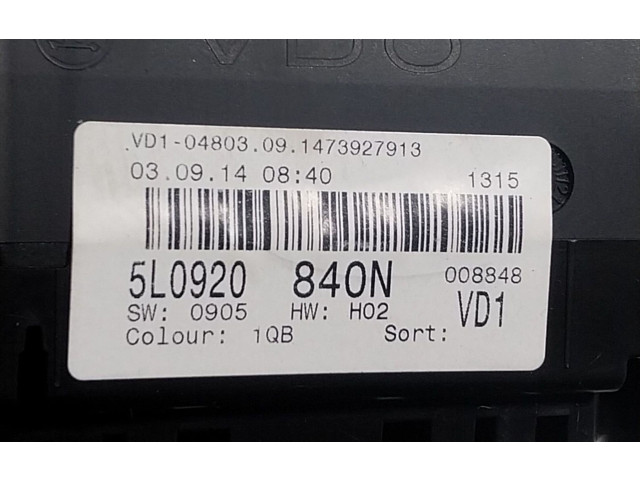 VDO
VD1-04803.09.1473927913
03.09.14 08:40 1315
5L0920 840N 008848
SW: 0905 HW: H02 VD1
Colour: 1QB Sort: